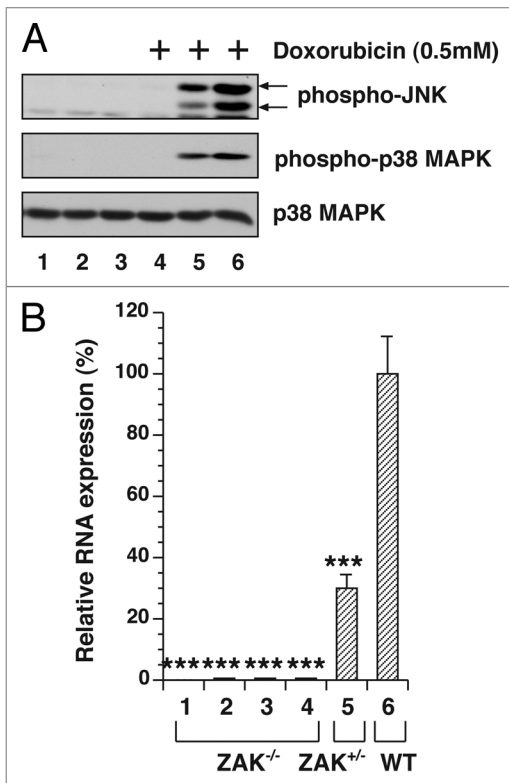 A
+ + + Doxorubicin (0.5mM)
phospho-JNK
phospho-p38 MAPK
p38 MAPK
1 2 3 4 5 6
B
Relative RNA expression (%)
120
100
80
60
40
20
0
***
*** *** *** ***
1 2 3 4 5 6
ZAK-/- ZAK+/- WT